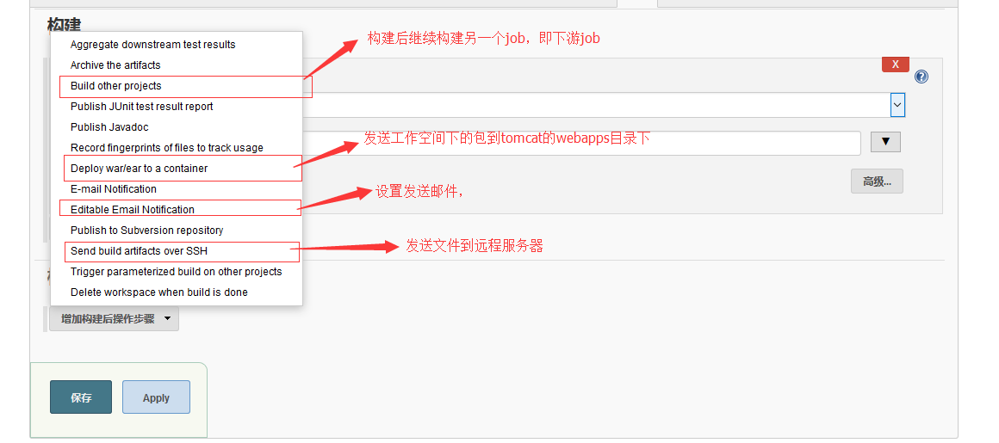 构建
Aggregate downstream test results
Archive the artifacts
Build other projects
Publish JUnit test result report
Publish Javadoc
Record fingerprints of files to track usage
Deploy war/ear to a container
E-mail Notification
Editable Email Notification
Publish to Subversion repository
Send build artifacts over SSH
Trigger parameterized build on other projects
Delete workspace when build is done
构建后继续构建另一个job，即下游job
X
?
发送工作空间下的包到tomcat的webapps目录下
▼
高级...
设置发送邮件，
发送文件到远程服务器
增加构建后操作步骤
保存
Apply